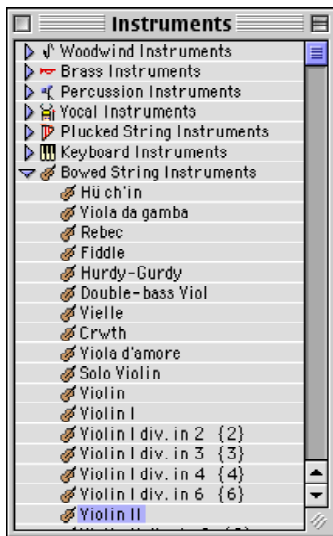 Instruments
Woodwind Instruments
Brass Instruments
Percussion Instruments
Vocal Instruments
Plucked String Instruments
Keyboard Instruments
Bowed String Instruments
Hü ch'in
Viola da gamba
Rebec
Fiddle
Hurdy-Gurdy
Double-bass Viol
Vielle
Crwth
Viola d'amore
Solo Violin
Violin
Violin I
Violin I div. in 2 {2}
Violin I div. in 3 {3}
Violin I div. in 4 {4}
Violin I div. in 6 {6}
Violin II